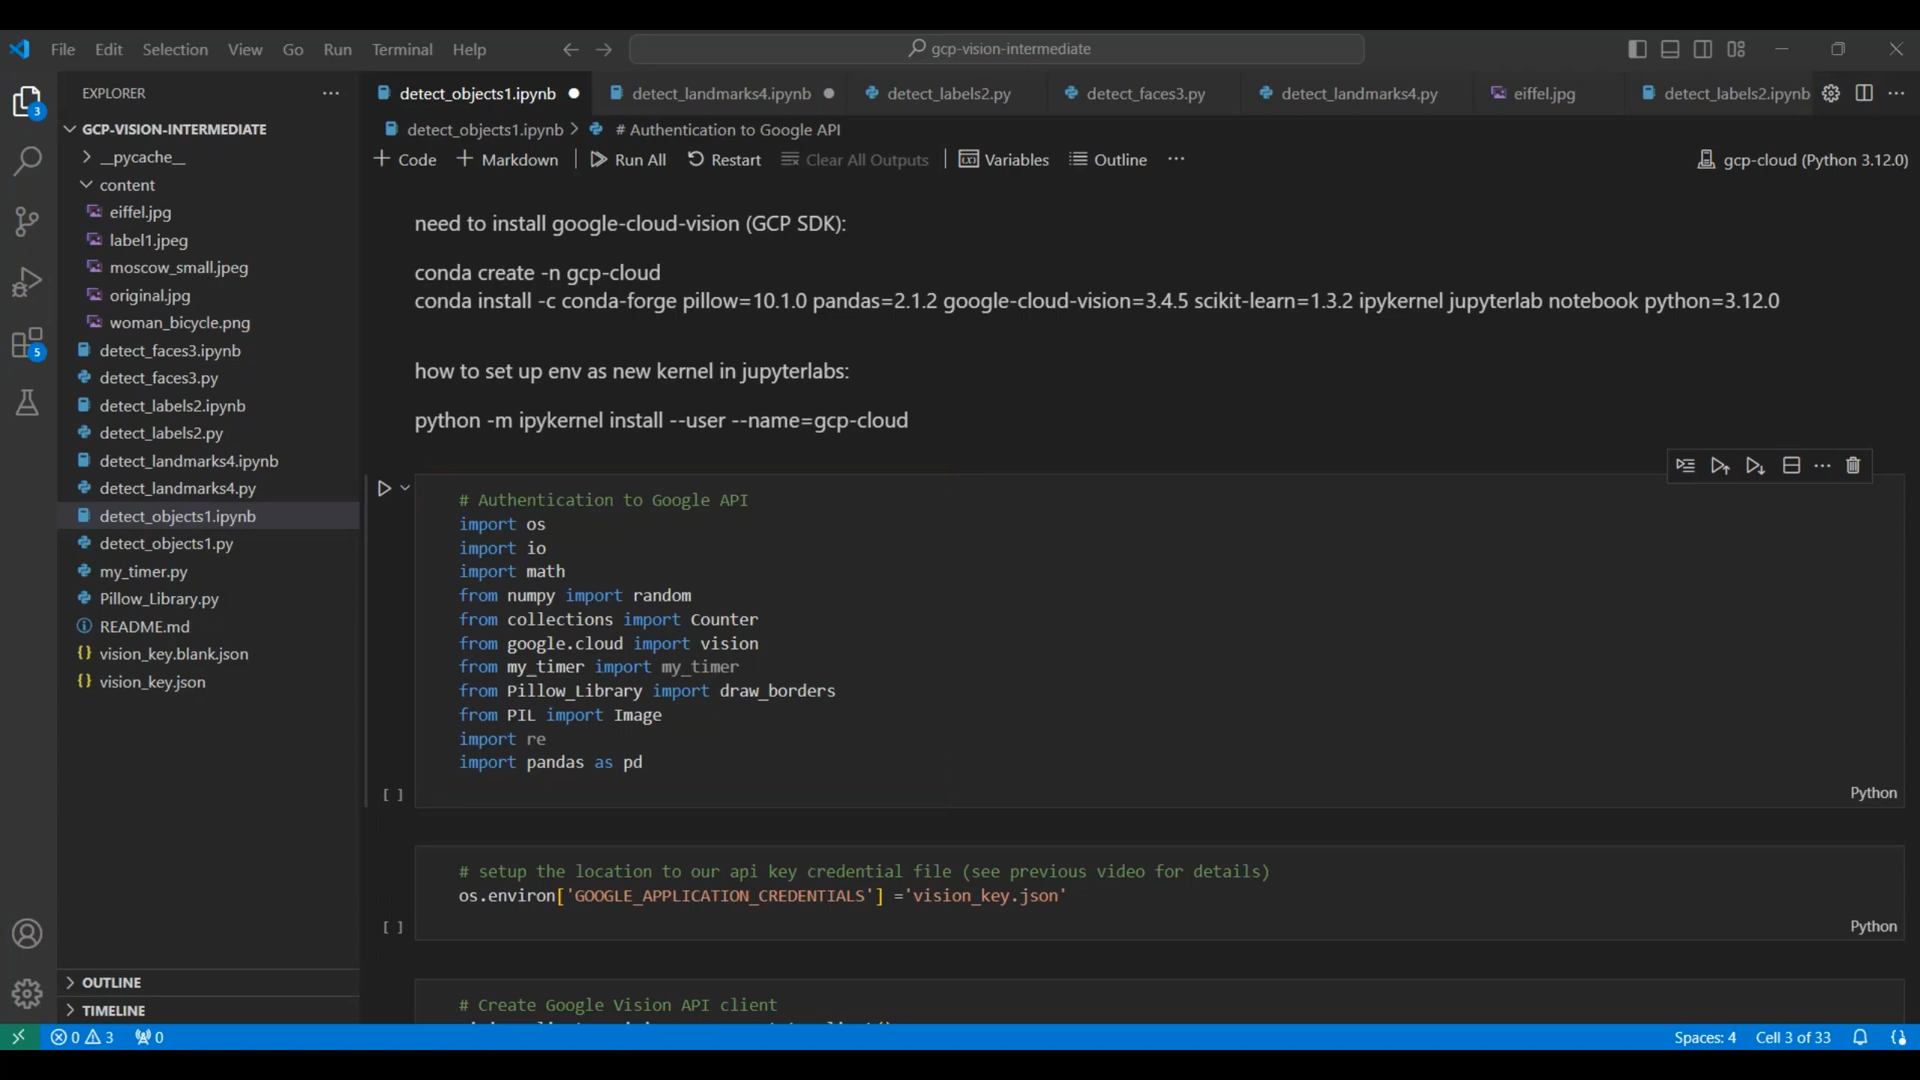 File Edit Selection View Go Run Terminal Help gcp-vision-intermediate
EXPLORER
GCP-VISION-INTERMEDIATE
__pycache__
content
eiffel.jpg
label1.jpeg
moscow_small.jpeg
original.jpg
woman_bicycle.png
detect_faces3.ipynb
detect_faces3.py
detect_labels2.ipynb
detect_labels2.py
detect_landmarks4.ipynb
detect_landmarks4.py
detect_objects1.ipynb
detect_objects1.py
my_timer.py
Pillow_Library.py
README.md
vision_key.blank.json
vision_key.json
OUTLINE
TIMELINE
3
5
detect_objects1.ipynb detect_landmarks4.ipynb detect_labels2.py detect_faces3.py detect_landmarks4.py eiffel.jpg detect_labels2.ipynb
detect_objects1.ipynb > # Authentication to Google API
+ Code + Markdown Run All Restart Clear All Outputs Variables Outline ... gcp-cloud (Python 3.12.0)
need to install google-cloud-vision (GCP SDK):
conda create -n gcp-cloud
conda install -c conda-forge pillow=10.1.0 pandas=2.1.2 google-cloud-vision=3.4.5 scikit-learn=1.3.2 ipykernel jupyterlab notebook python=3.12.0
how to set up env as new kernel in jupyterlabs:
python -m ipykernel install --user --name=gcp-cloud
# Authentication to Google API
import os
import io
import math
from numpy import random
from collections import Counter
from google.cloud import vision
from my_timer import my_timer
from Pillow_Library import draw_borders
from PIL import Image
import re
import pandas as pd
[ ] Python
# setup the location to our api key credential file (see previous video for details)
os.environ['GOOGLE_APPLICATION_CREDENTIALS'] ='vision_key.json'
[ ] Python
# Create Google Vision API client
0 3 0 Spaces: 4 Cell 3 of 33